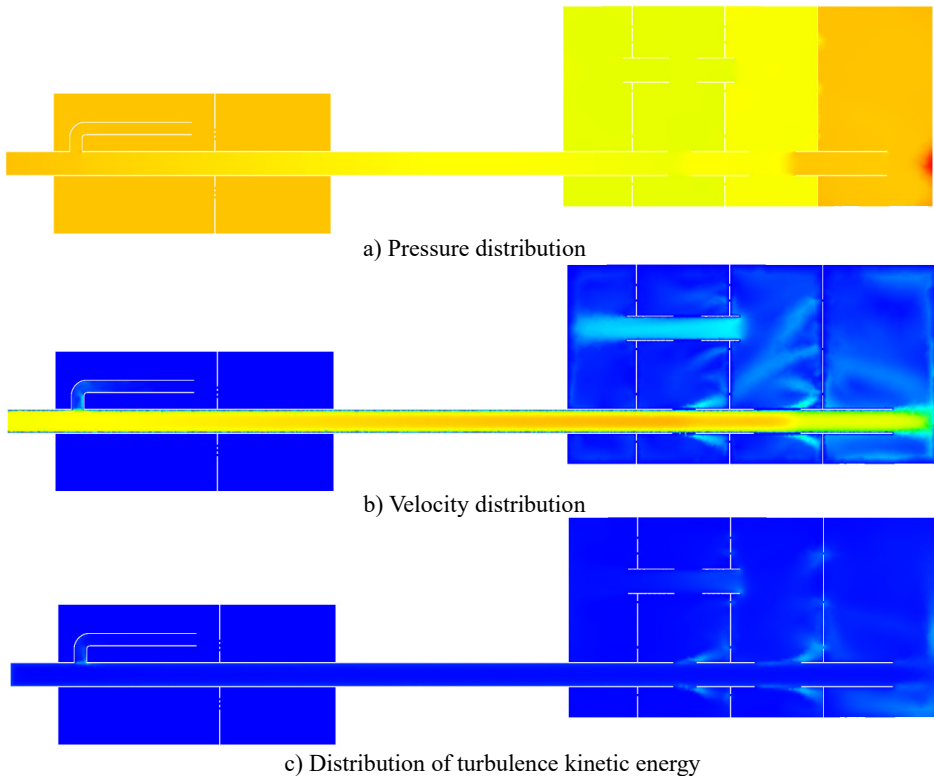 a) Pressure distribution
b) Velocity distribution
c) Distribution of turbulence kinetic energy